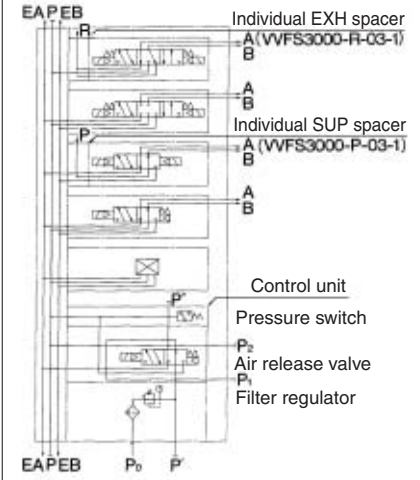 EA P EB
Individual EXH spacer
R
A (VVFS3000-R-03-1)
B
A
B
Individual SUP spacer
P
A (VVFS3000-P-03-1)
B
A
B
Control unit
P'
Pressure switch
P2
Air release valve
P1
Filter regulator
EA P EB
P0
P'